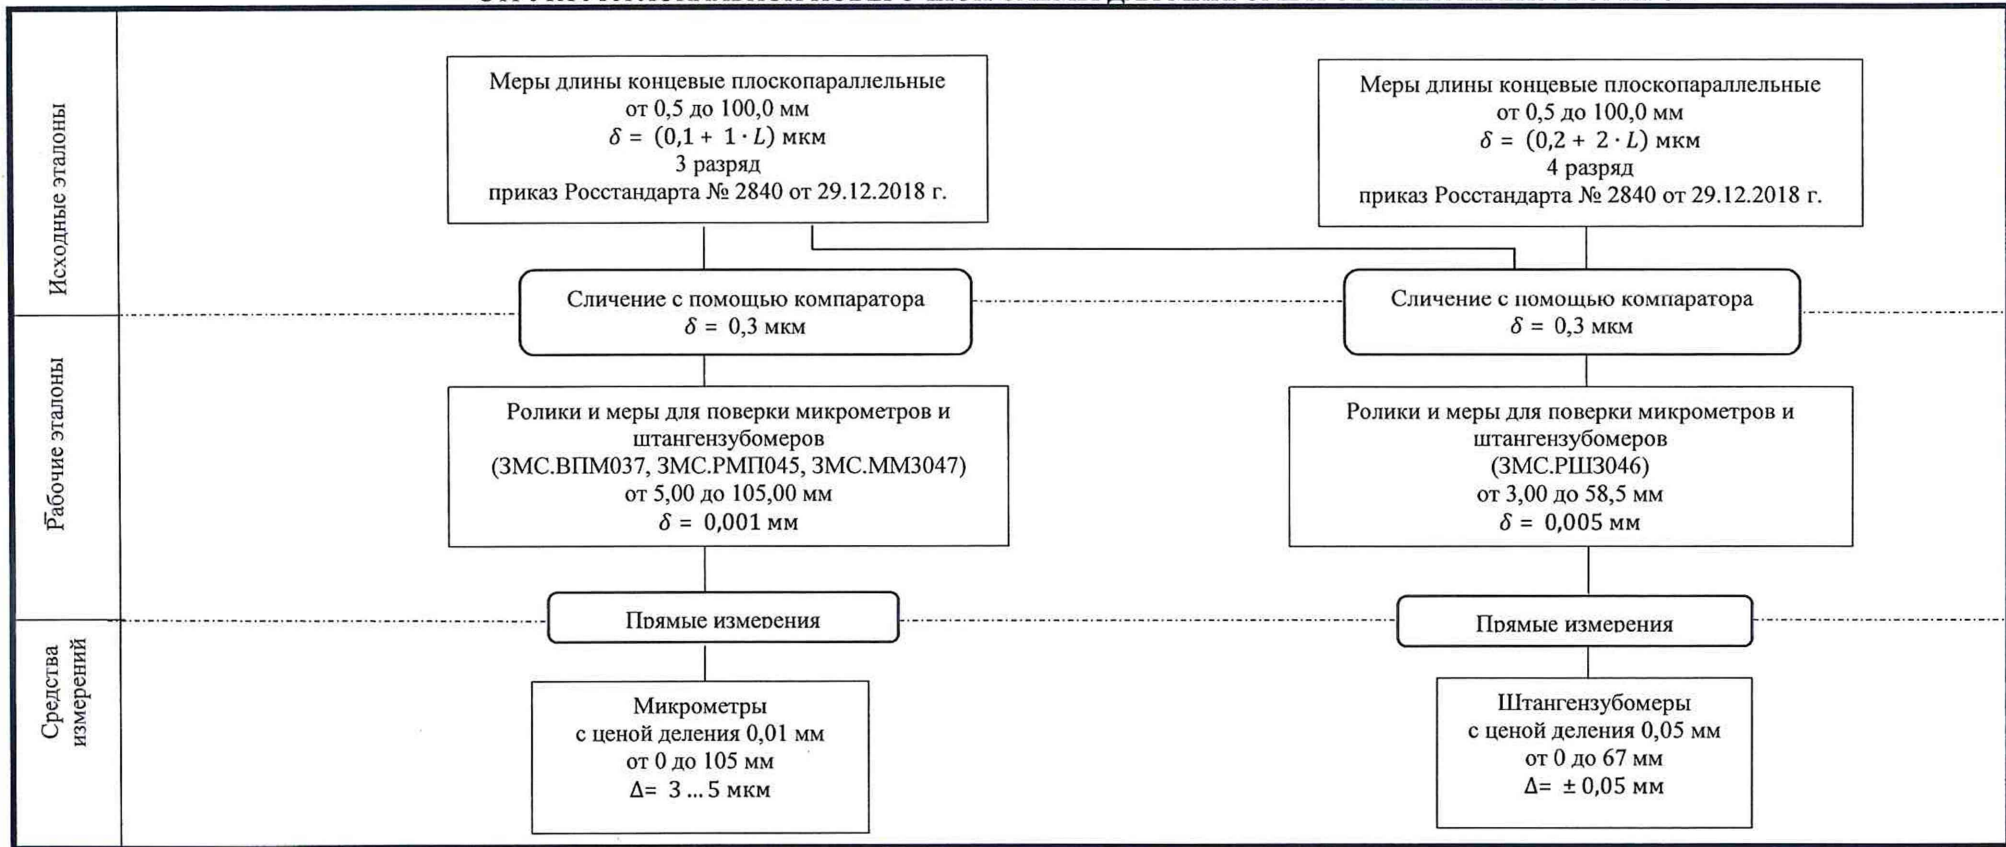 Исходные эталоны
Меры длины концевые плоскопараллельные
от 0,5 до 100,0 мм
δ = (0,1 + 1 · L) мкм
3 разряд
приказ Росстандарта № 2840 от 29.12.2018 г.
Меры длины концевые плоскопараллельные
от 0,5 до 100,0 мм
δ = (0,2 + 2 · L) мкм
4 разряд
приказ Росстандарта № 2840 от 29.12.2018 г.
Сличение с помощью компаратора
δ = 0,3 мкм
Сличение с помощью компаратора
δ = 0,3 мкм
Рабочие эталоны
Ролики и меры для поверки микрометров и
штангензубомеров
(ЗМС.ВПМ037, ЗМС.РМП045, ЗМС.ММЗ047)
от 5,00 до 105,00 мм
δ = 0,001 мм
Ролики и меры для поверки микрометров и
штангензубомеров
(ЗМС.РШЗ046)
от 3,00 до 58,5 мм
δ = 0,005 мм
Прямые измерения
Прямые измерения
Средства
измерений
Микрометры
с ценой деления 0,01 мм
от 0 до 105 мм
Δ= 3 ... 5 мкм
Штангензубомеры
с ценой деления 0,05 мм
от 0 до 67 мм
Δ= ± 0,05 мм